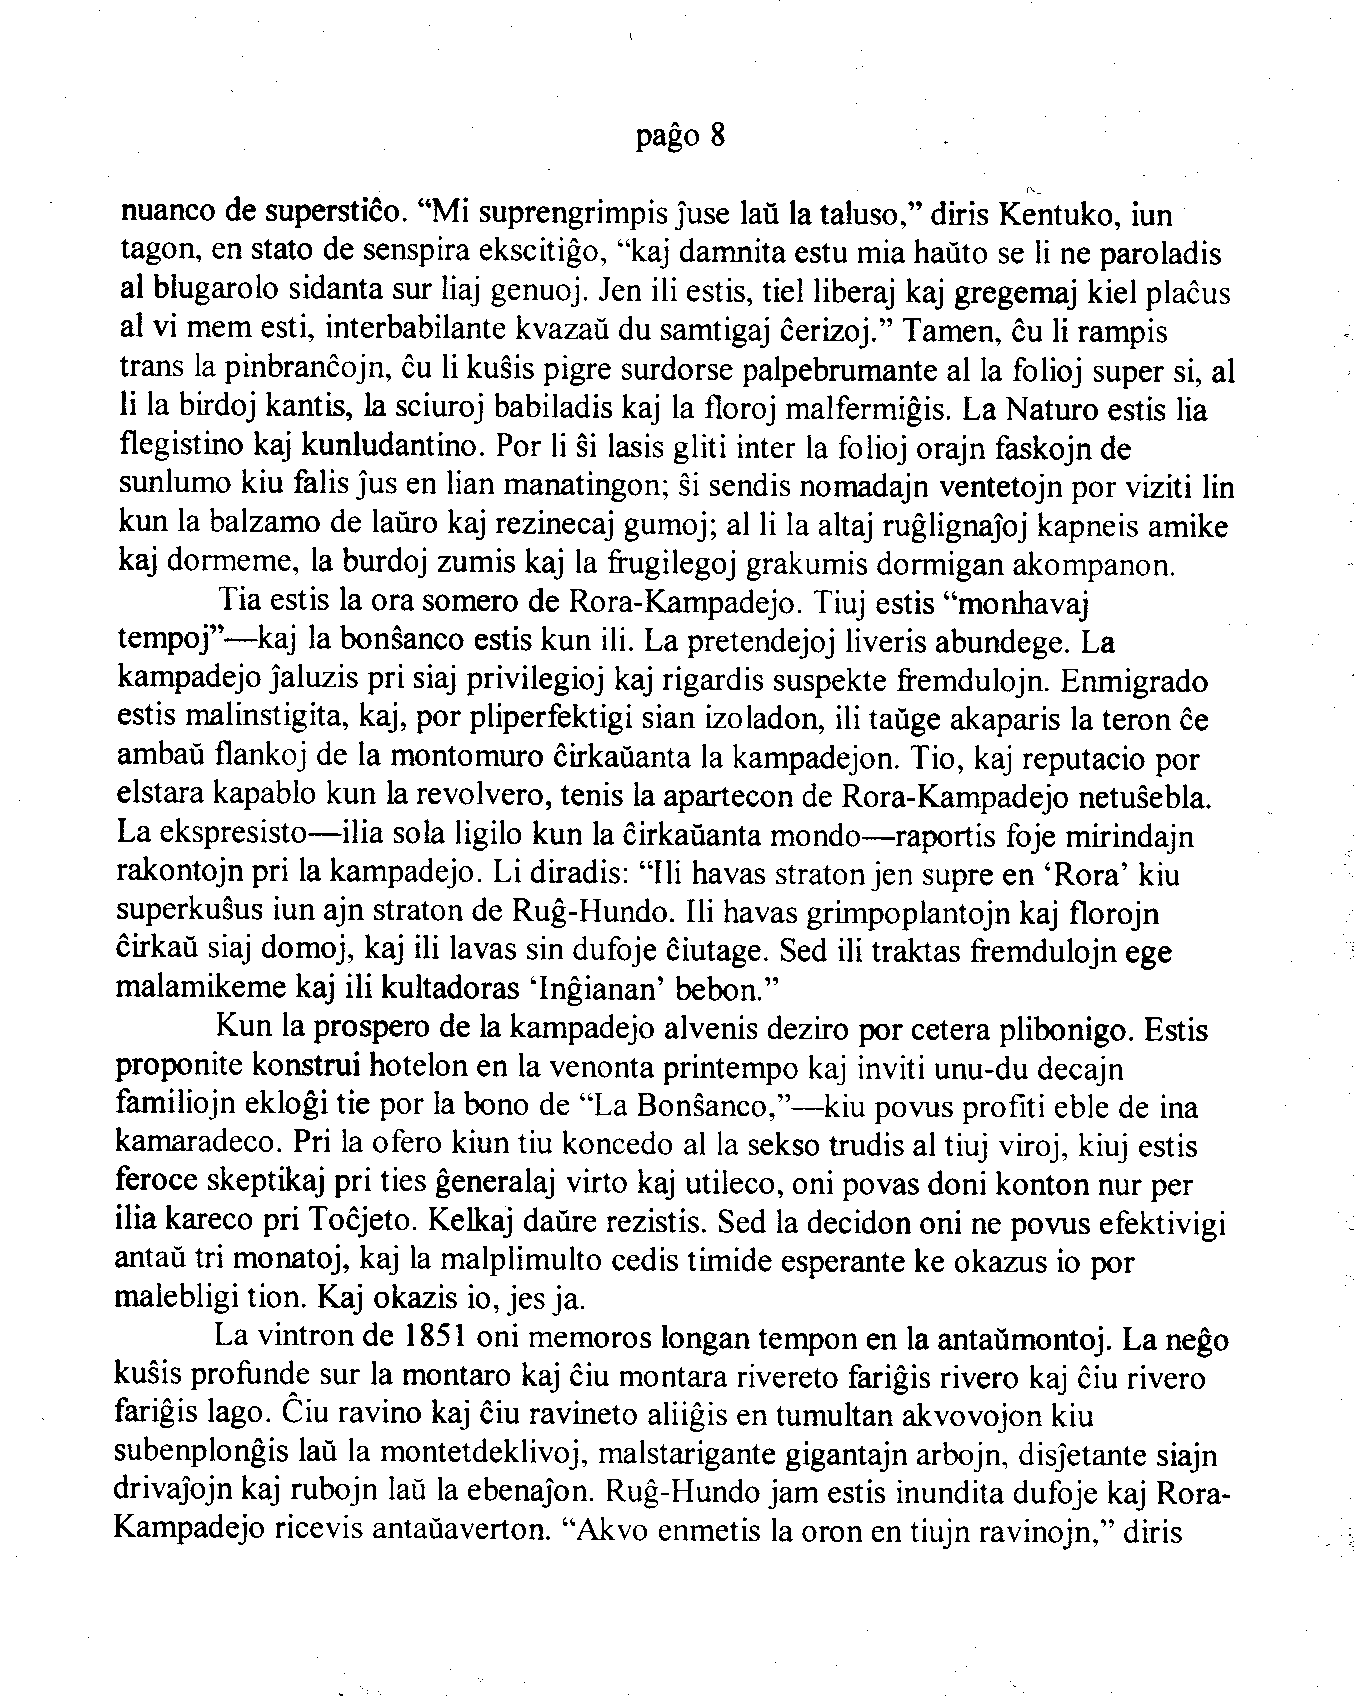 paĝo 8
nuanco de superstiĉo. “Mi suprengrimpis ĵuse laŭ la taluso,” diris Kentuko, iun
tagon, en stato de senspira ekscitiĝo, “kaj damnita estu mia haŭto se li ne paroladis
al blugarolo sidanta sur liaj genuoj. Jen ili estis, tiel liberaj kaj gregemaj kiel plaĉus
al vi mem esti, interbabilante kvazaŭ du samtigaj ĉerizoj.” Tamen, ĉu li rampis
trans la pinbranĉojn, ĉu li kuŝis pigre surdorse palpebrumante al la folioj super si, al
li la birdoj kantis, la sciuroj babiladis kaj la floroj malfermiĝis. La Naturo estis lia
flegistino kaj kunludantino. Por li ŝi lasis gliti inter la folioj orajn faskojn de
sunlumo kiu falis ĵus en lian manatingon; ŝi sendis nomadajn ventetojn por viziti lin
kun la balzamo de laŭro kaj rezinecaj gumoj; al li la altaj ruĝlignaĵoj kapneis amike
kaj dormeme, la burdoj zumis kaj la frugilegoj grakumis dormigan akompanon.
Tia estis la ora somero de Rora-Kampadejo. Tiuj estis “monhavaj
tempoj”—kaj la bonŝanco estis kun ili. La pretendejoj liveris abundege. La
kampadejo ĵaluzis pri siaj privilegioj kaj rigardis suspekte fremdulojn. Enmigrado
estis malinstigita, kaj, por pliperfektigi sian izoladon, ili taŭge akaparis la teron ĉe
ambaŭ flankoj de la montomuro ĉirkaŭanta la kampadejon. Tio, kaj reputacio por
elstara kapablo kun la revolvero, tenis la apartecon de Rora-Kampadejo netuŝebla.
La ekspresisto—ilia sola ligilo kun la ĉirkaŭanta mondo—raportis foje mirindajn
rakontojn pri la kampadejo. Li diradis: “Ili havas straton jen supre en ‘Rora’ kiu
superkuŝus iun ajn straton de Ruĝ-Hundo. Ili havas grimpoplantojn kaj florojn
ĉirkaŭ siaj domoj, kaj ili lavas sin dufoje ĉiutage. Sed ili traktas fremdulojn ege
malamikeme kaj ili kultadoras ‘Inĝianan’ bebon.”
Kun la prospero de la kampadejo alvenis deziro por cetera plibonigo. Estis
proponite konstrui hotelon en la venonta printempo kaj inviti unu-du decajn
familiojn ekloĝi tie por la bono de “La Bonŝanco,”—kiu povus profiti eble de ina
kamaradeco. Pri la ofero kiun tiu koncedo al la sekso trudis al tiuj viroj, kiuj estis
feroce skeptikaj pri ties ĝeneralaj virto kaj utileco, oni povas doni konton nur per
ilia kareco pri Toĉjeto. Kelkaj daŭre rezistis. Sed la decidon oni ne povus efektivigi
antaŭ tri monatoj, kaj la malplimulto cedis timide esperante ke okazus io por
malebligi tion. Kaj okazis io, jes ja.
La vintron de 1851 oni memoros longan tempon en la antaŭmontoj. La neĝo
kuŝis profunde sur la montaro kaj ĉiu montara rivereto fariĝis rivero kaj ĉiu rivero
fariĝis lago. Ĉiu ravino kaj ĉiu ravineto aliiĝis en tumultan akvovojon kiu
subenplonĝis laŭ la montetdeklivoj, malstarigante gigantajn arbojn, disĵetante siajn
drivaĵojn kaj rubojn laŭ la ebenaĵon. Ruĝ-Hundo jam estis inundita dufoje kaj Rora-
Kampadejo ricevis antaŭaverton. “Akvo enmetis la oron en tiujn ravinojn,” diris